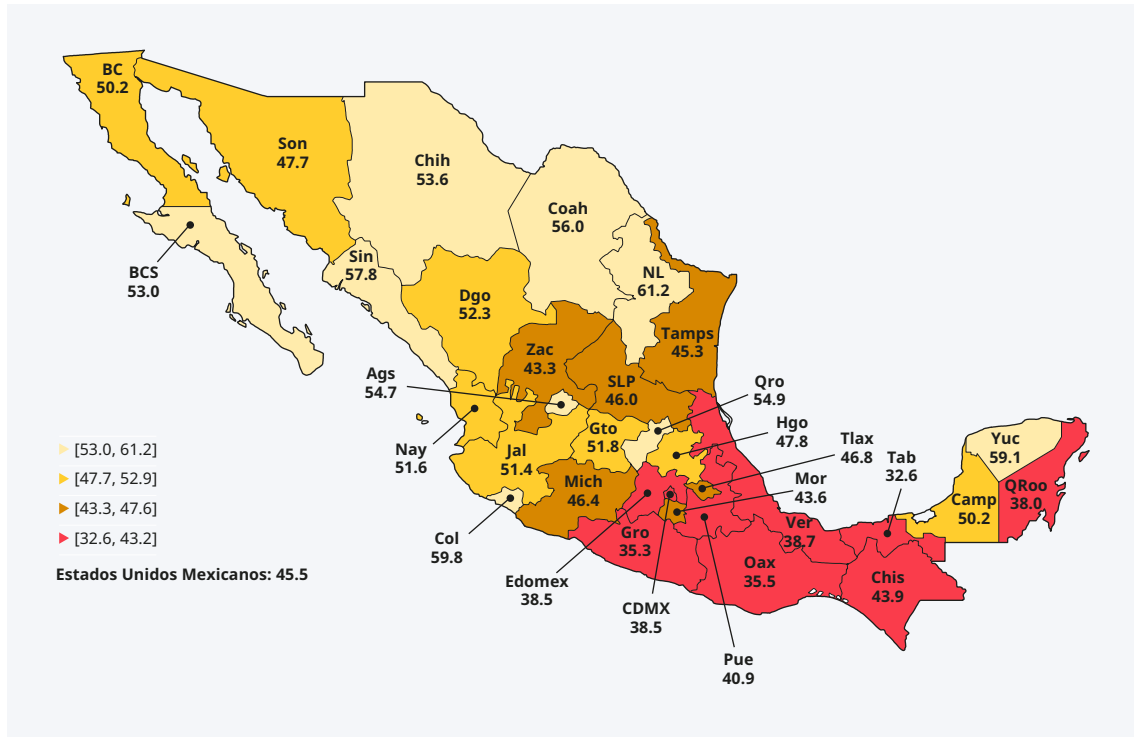 BC
50.2
Son
47.7
Chih
53.6
Coah
56.0
BCS
53.0
Sin
57.8
NL
61.2
Dgo
52.3
Tamps
45.3
Zac
43.3
SLP
46.0
Ags
54.7
Qro
54.9
Hgo
47.8
Tlax
46.8
Tab
32.6
Nay
51.6
Jal
51.4
Gto
51.8
Mich
46.4
Mor
43.6
Yuc
59.1
Camp
50.2
QRoo
38.0
Col
59.8
Gro
35.3
Ver
38.7
Oax
35.5
Chis
43.9
Edomex
38.5
CDMX
38.5
Pue
40.9
[53.0, 61.2]
[47.7, 52.9]
[43.3, 47.6]
[32.6, 43.2]
Estados Unidos Mexicanos: 45.5